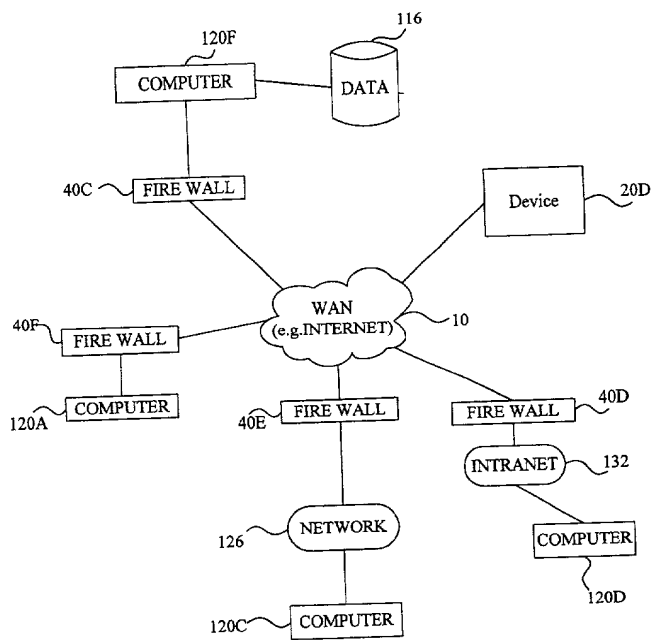 120F
116
COMPUTER
DATA
40C
FIRE WALL
Device
20D
WAN
(e.g.INTERNET)
10
40F
FIRE WALL
120A
COMPUTER
40E
FIRE WALL
FIRE WALL
40D
INTRANET
132
126
NETWORK
COMPUTER
120D
120C
COMPUTER